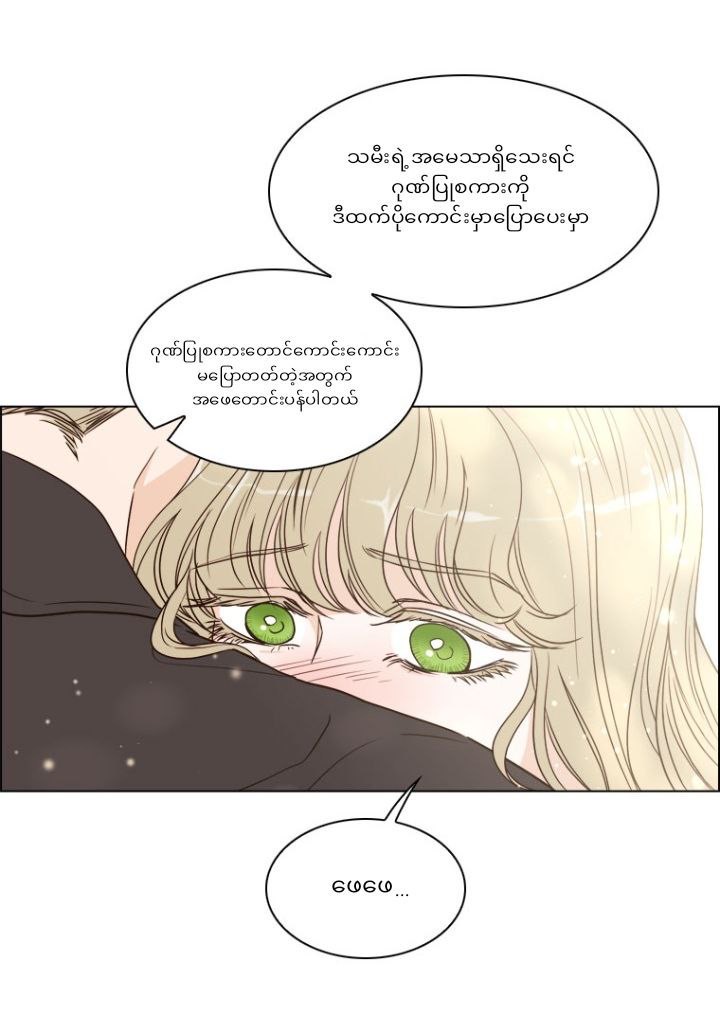 သမီးရဲ့အမေသာရှိသေးရင်
ဂုဏ်ပြုစကားကို
ဒီထက်ပိုကောင်းမှာပြောပေးမှာ
ဂုဏ်ပြုစကားတောင်ကောင်းကောင်း
မပြောတတ်တဲ့အတွက်
အဖေတောင်းပန်ပါတယ်
ဖေဖေ...